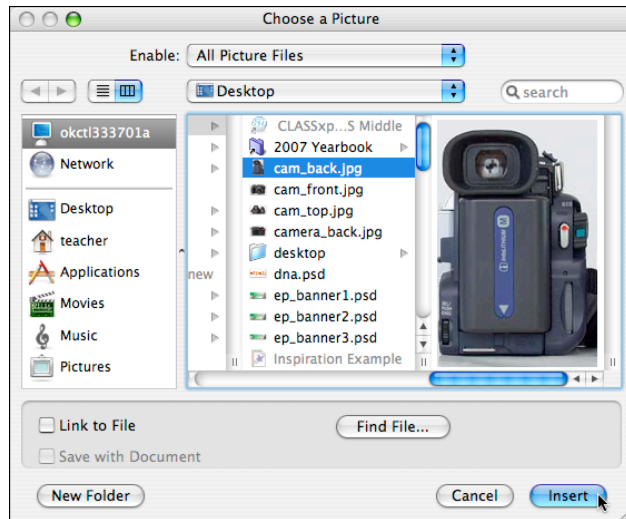 Choose a Picture
Enable: All Picture Files
Desktop
search
okctl333701a
Network
Desktop
teacher
Applications
Movies
Music
Pictures
new
CLASSxp...S Middle
2007 Yearbook
cam_back.jpg
cam_front.jpg
cam_top.jpg
camera_back.jpg
desktop
dna.psd
ep_banner1.psd
ep_banner2.psd
ep_banner3.psd
Inspiration Example
Link to File
Find File...
Save with Document
New Folder
Cancel
Insert